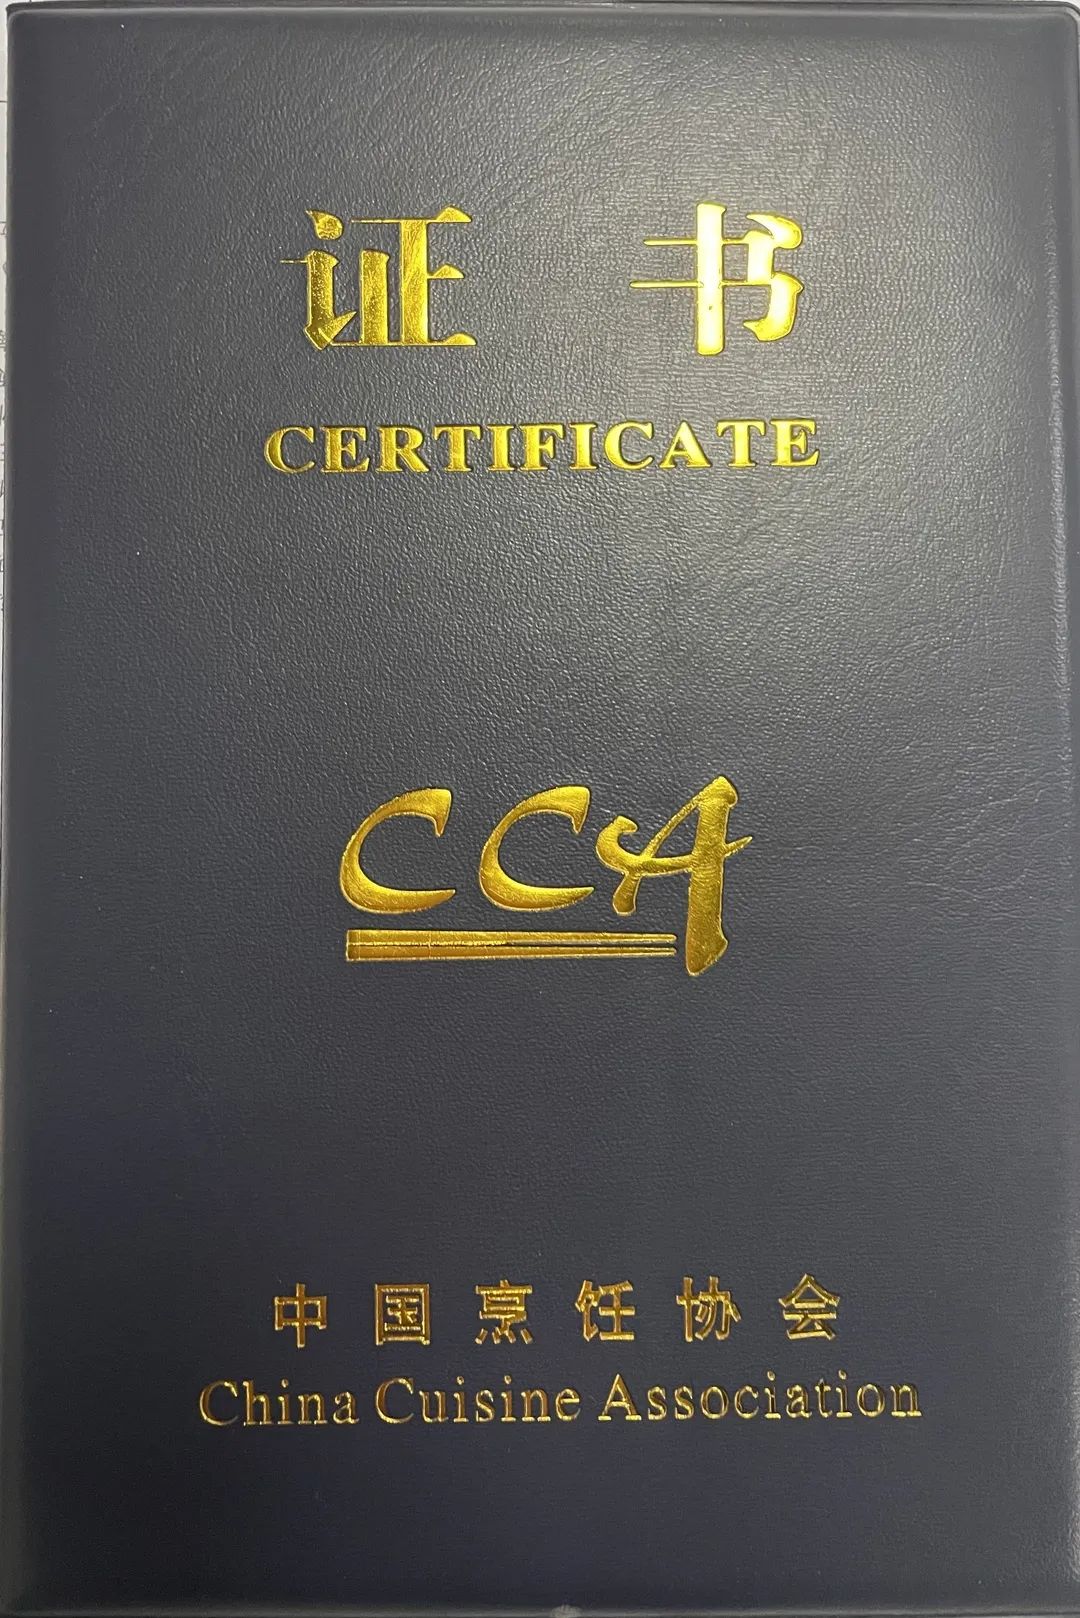 证书
CERTIFICATE
CCA
中国烹饪协会
China Cuisine Association